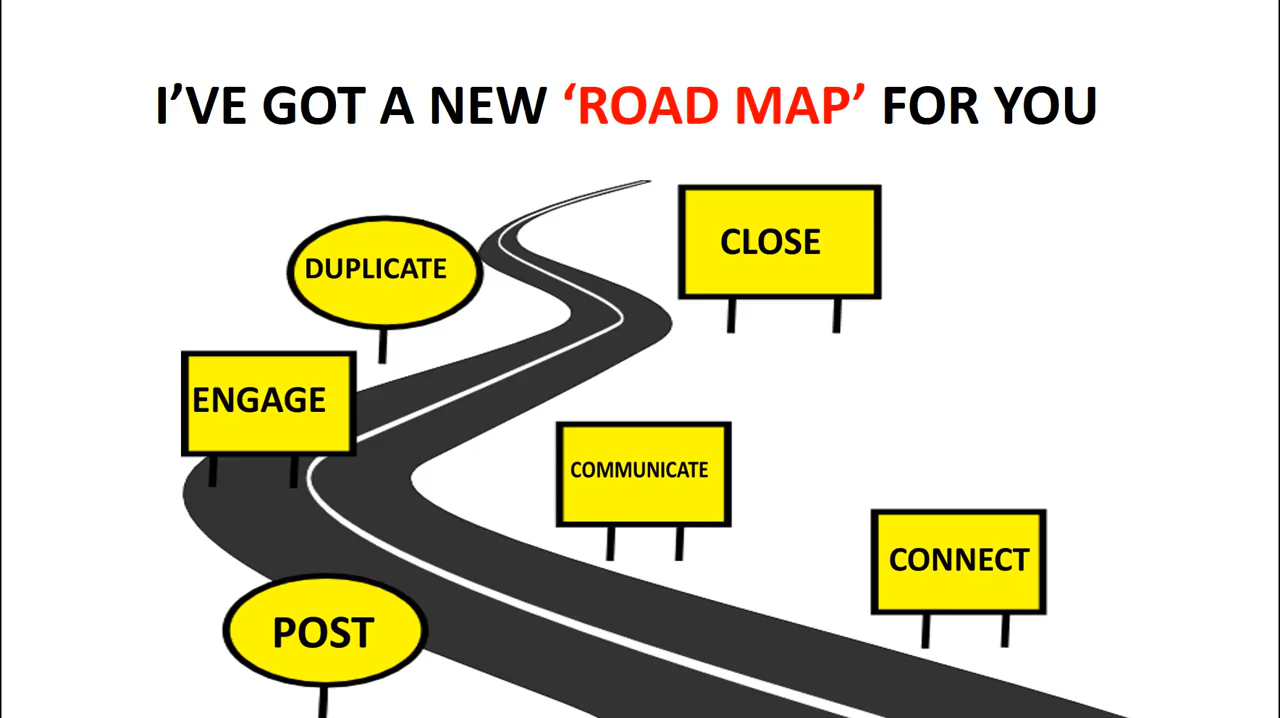 I’VE GOT A NEW ‘ROAD MAP’ FOR YOU
CLOSE
DUPLICATE
ENGAGE
COMMUNICATE
CONNECT
POST